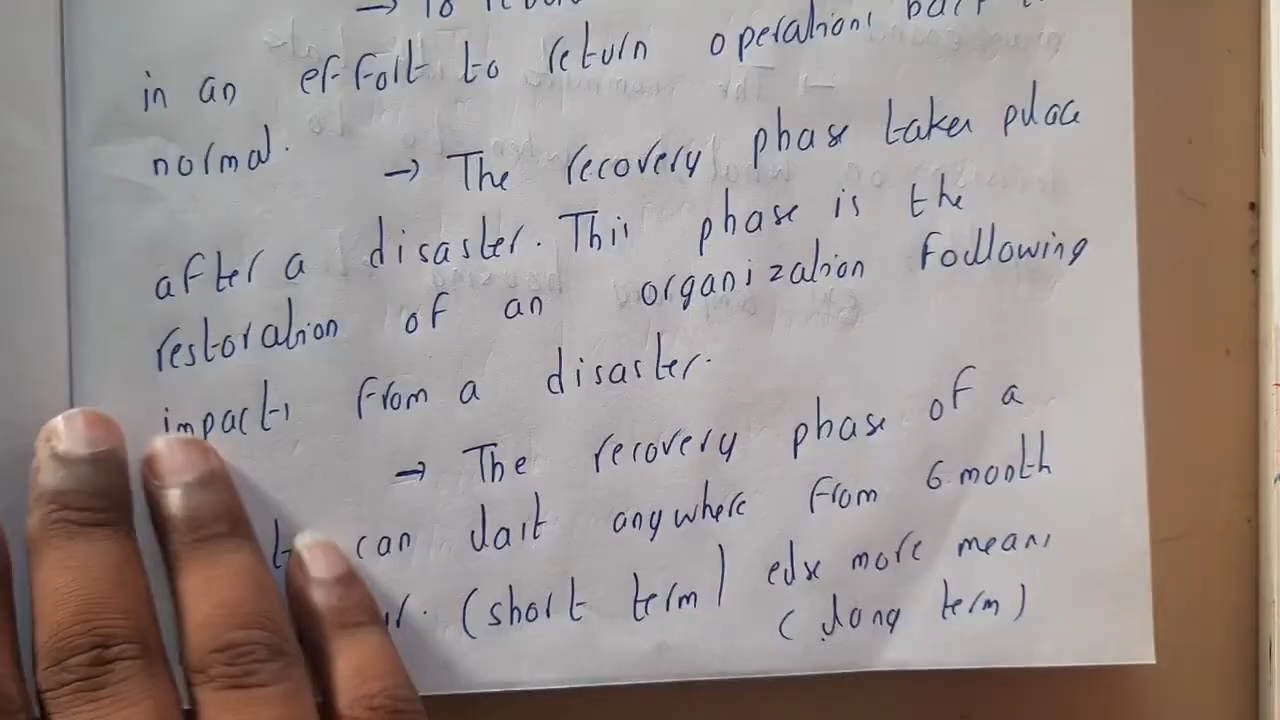 in an effort to return operations back
normal.
→ The recovery phase takes place
after a disaster. This phase is the
restoration of an organization following
impacts from a disaster.
→ The recovery phase of a
can last anywhere from 6 month
(short term) else more means
(long term)